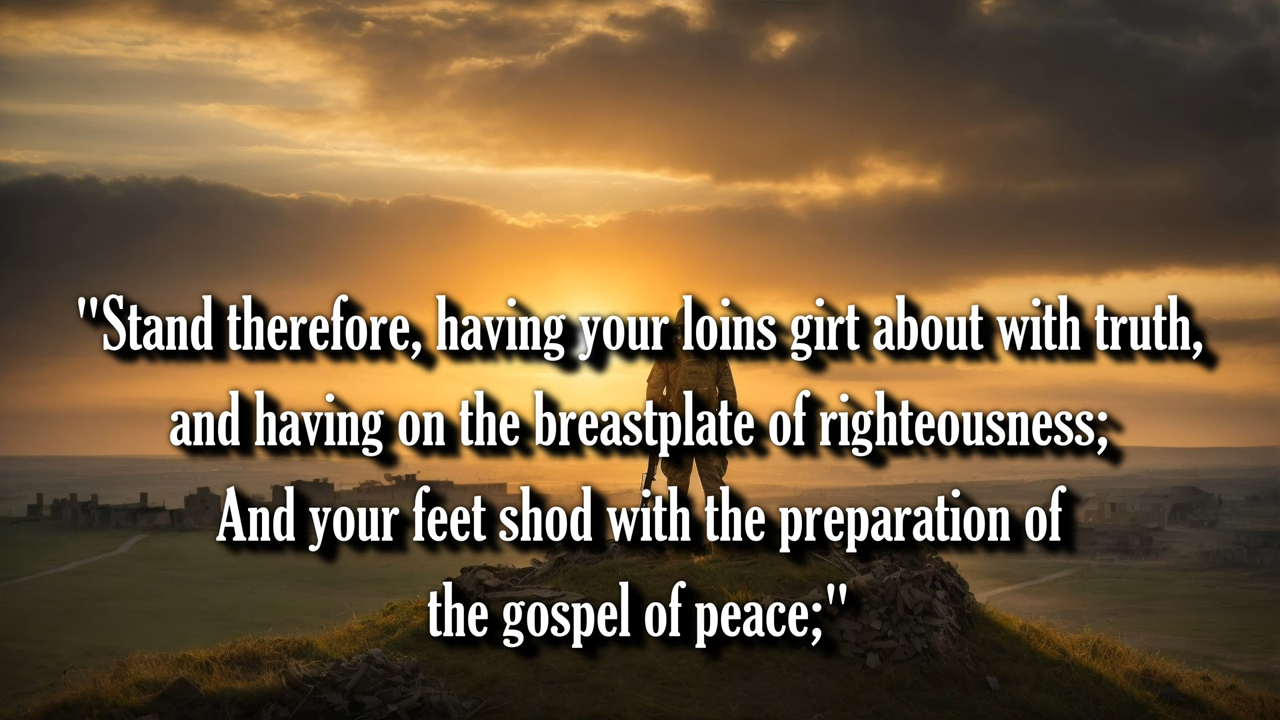 "Stand therefore, having your loins girt about with truth,
and having on the breastplate of righteousness;
And your feet shod with the preparation of
the gospel of peace;"